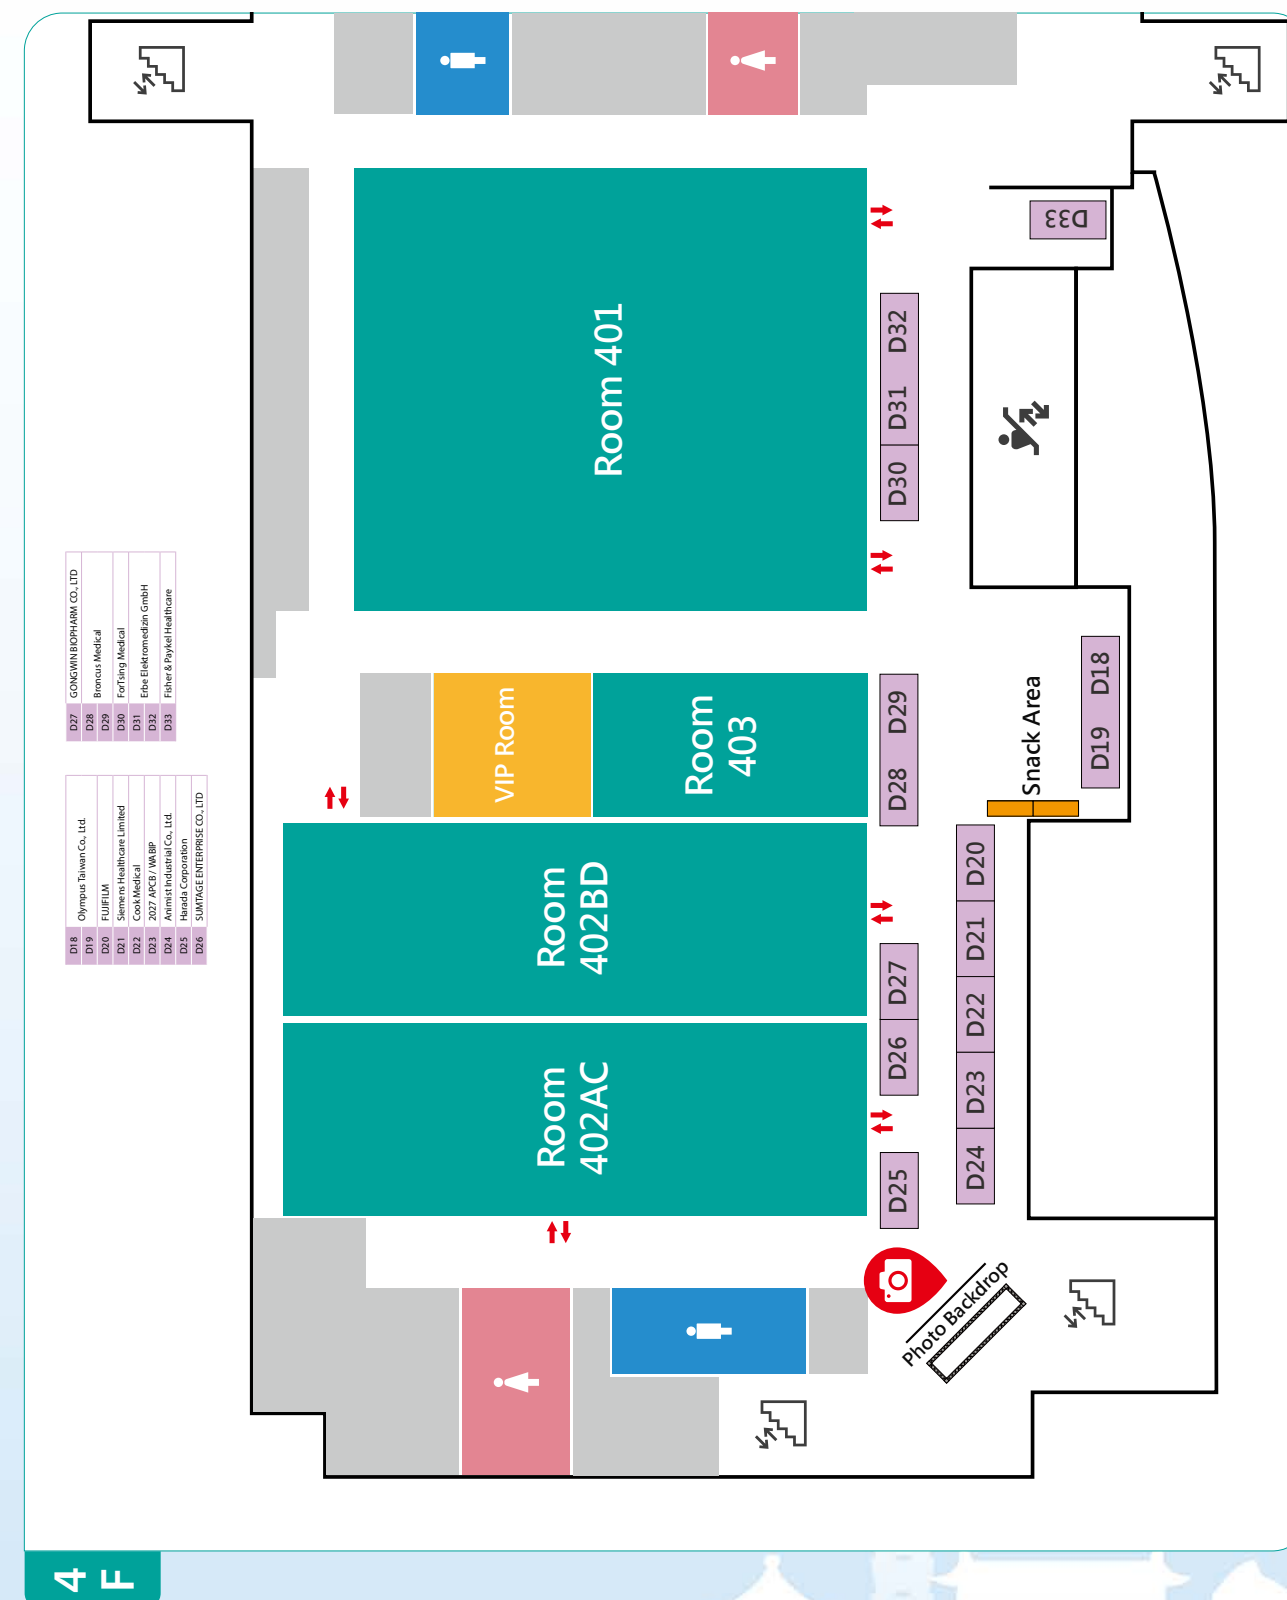 4
F
D18 Olympus Taiwan Co., Ltd.
D19
D20 FUJIFILM
D21 Siemens Healthcare Limited
D22 Cook Medical
D23 2027 APCB / WABIP
D24 Animist Industrial Co., Ltd.
D25 Harada Corporation
D26 SUMTAGE ENTERPRISE CO., LTD
D27 GONGWIN BIOPHARM CO., LTD
D28 Broncus Medical
D29
D30 ForTsing Medical
D31 Erbe Elektromedizin GmbH
D32
D33 Fisher & Paykel Healthcare
Room 401
VIP Room
Room
403
Room
402BD
Room
402AC
D25
D26
D27
D28
D29
D30
D31
D32
D33
D24
D23
D22
D21
D20
Snack Area
D19
D18
Photo Backdrop